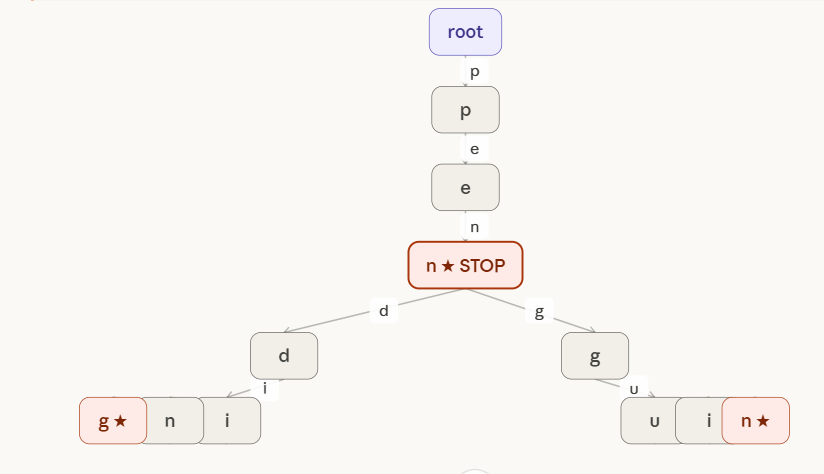 root
p
p
e
e
n
n ★ STOP
d g
d g
i u
g ★ n i u i n ★